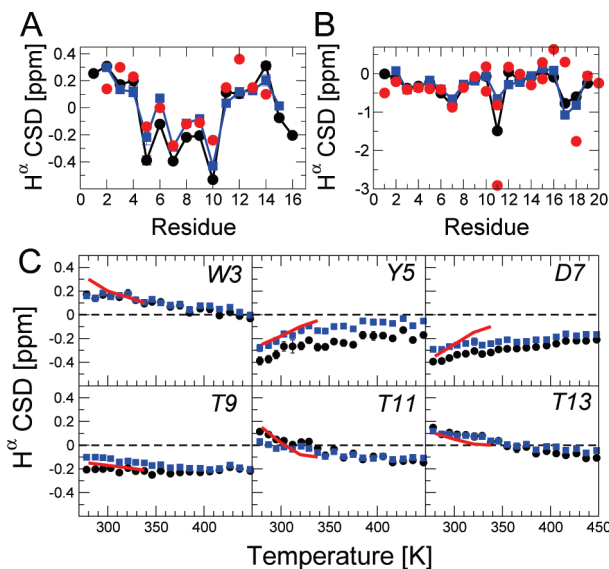 A
B
0.4
0.2
0
-0.2
-0.4
-0.6
Hα CSD [ppm]
0 2 4 6 8 10 12 14 16
Residue
1
0
-1
-2
-3
Hα CSD [ppm]
0 2 4 6 8 10 12 14 16 18 20
Residue
C
0.4
0.2
0
-0.2
-0.4
W3
Y5
D7
0.4
0.2
0
-0.2
-0.4
T9
T11
T13
Hα CSD [ppm]
300 350 400 300 350 400 300 350 400 450
Temperature [K]